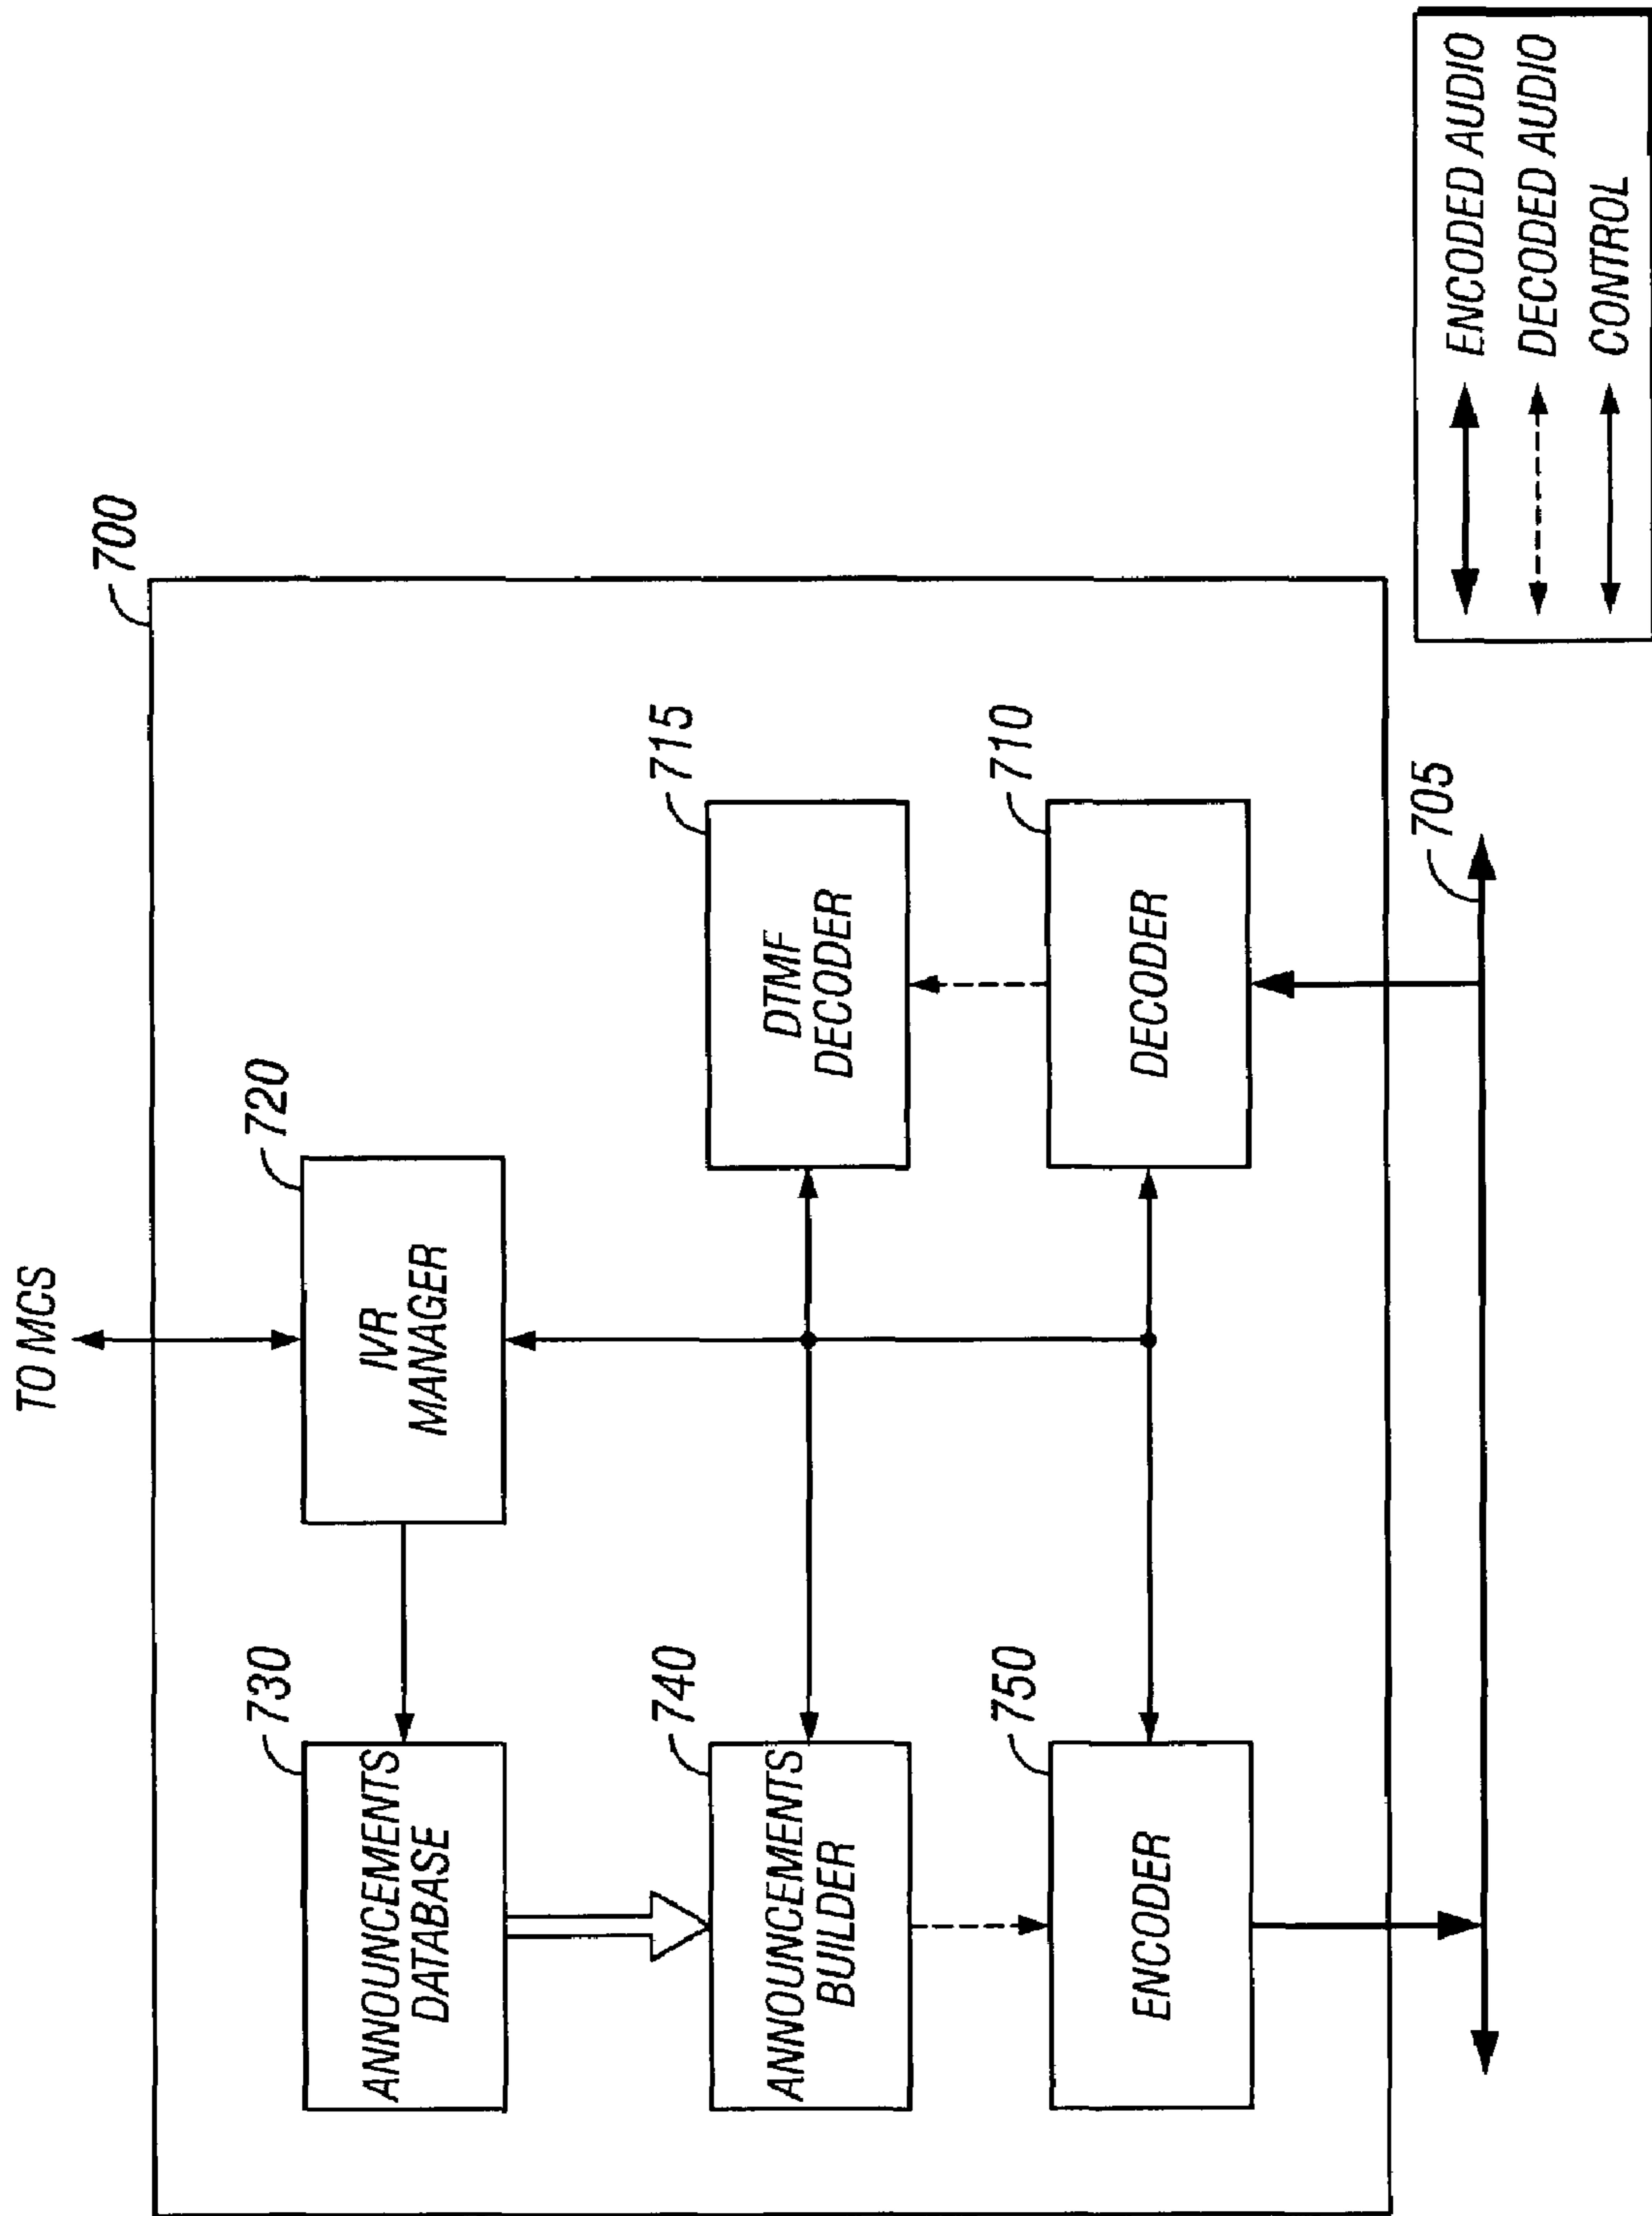 TO MCS
700
720
IVR
MANAGER
730
ANNOUNCEMENTS
DATABASE
715
DTMF
DECODER
740
ANNOUNCEMENTS
BUILDER
710
DECODER
750
ENCODER
705
ENCODED AUDIO
DECODED AUDIO
CONTROL